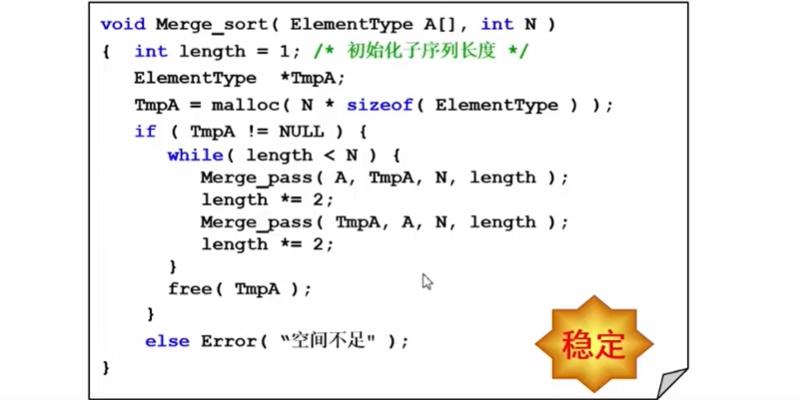 void Merge_sort( ElementType A[], int N )
{ int length = 1; /* 初始化子序列长度 */
ElementType *TmpA;
TmpA = malloc( N * sizeof( ElementType ) );
if ( TmpA != NULL ) {
while( length < N ) {
Merge_pass( A, TmpA, N, length );
length *= 2;
Merge_pass( TmpA, A, N, length );
length *= 2;
}
free( TmpA );
}
else Error( “空间不足" );
}
稳定